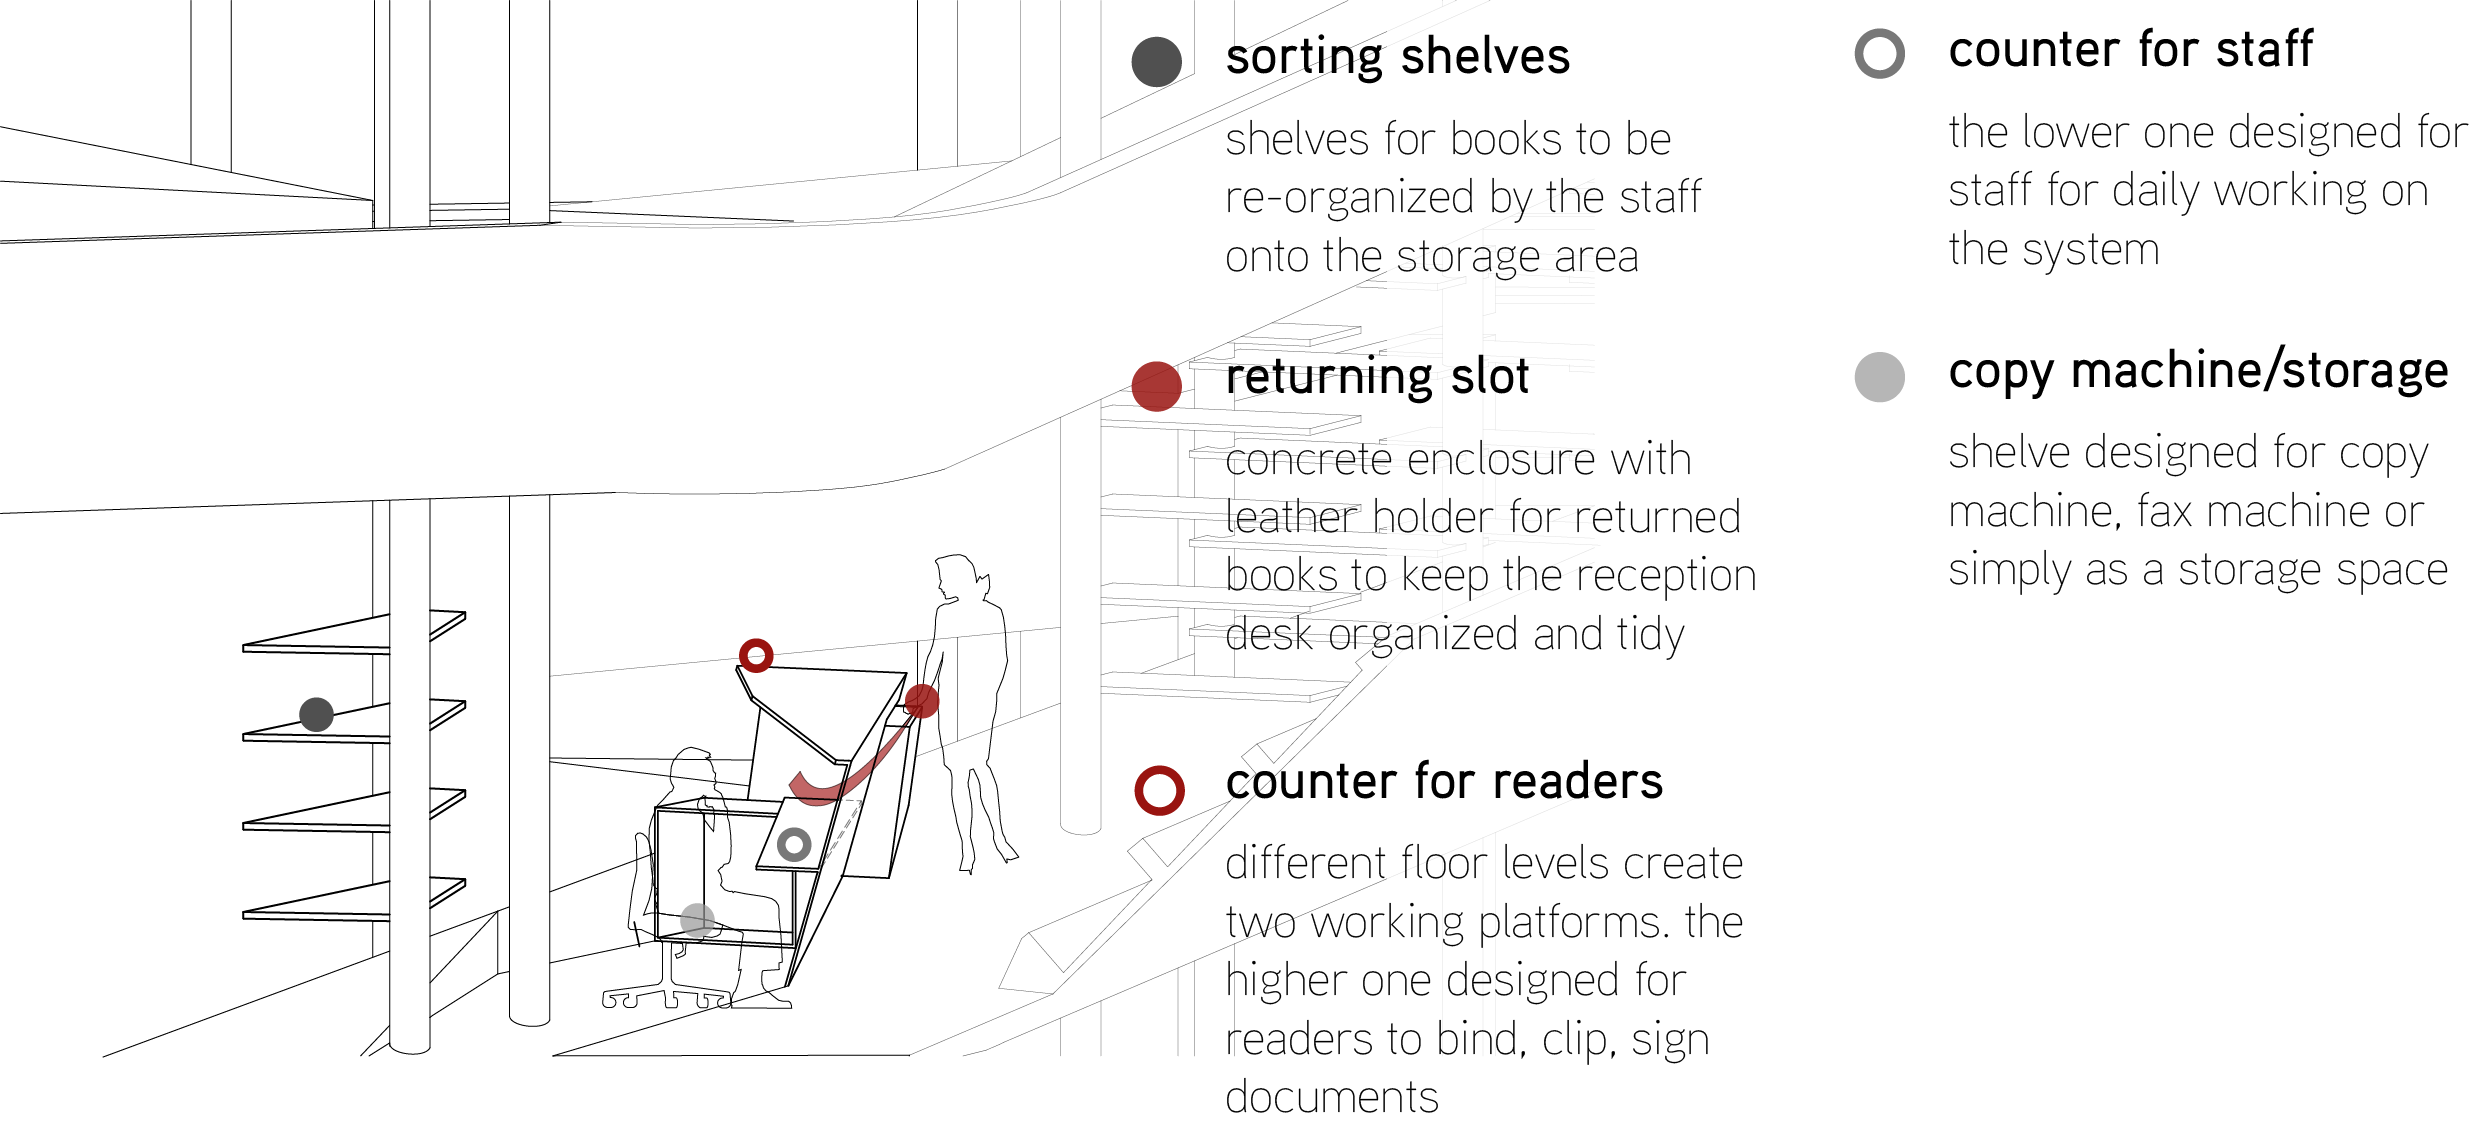 sorting shelves
shelves for books to be
re-organized by the staff
onto the storage area
returning slot
concrete enclosure with
leather holder for returned
books to keep the reception
desk organized and tidy
counter for readers
different floor levels create
two working platforms. the
higher one designed for
readers to bind, clip, sign
documents
counter for staff
the lower one designed for
staff for daily working on
the system
copy machine/storage
shelve designed for copy
machine, fax machine or
simply as a storage space